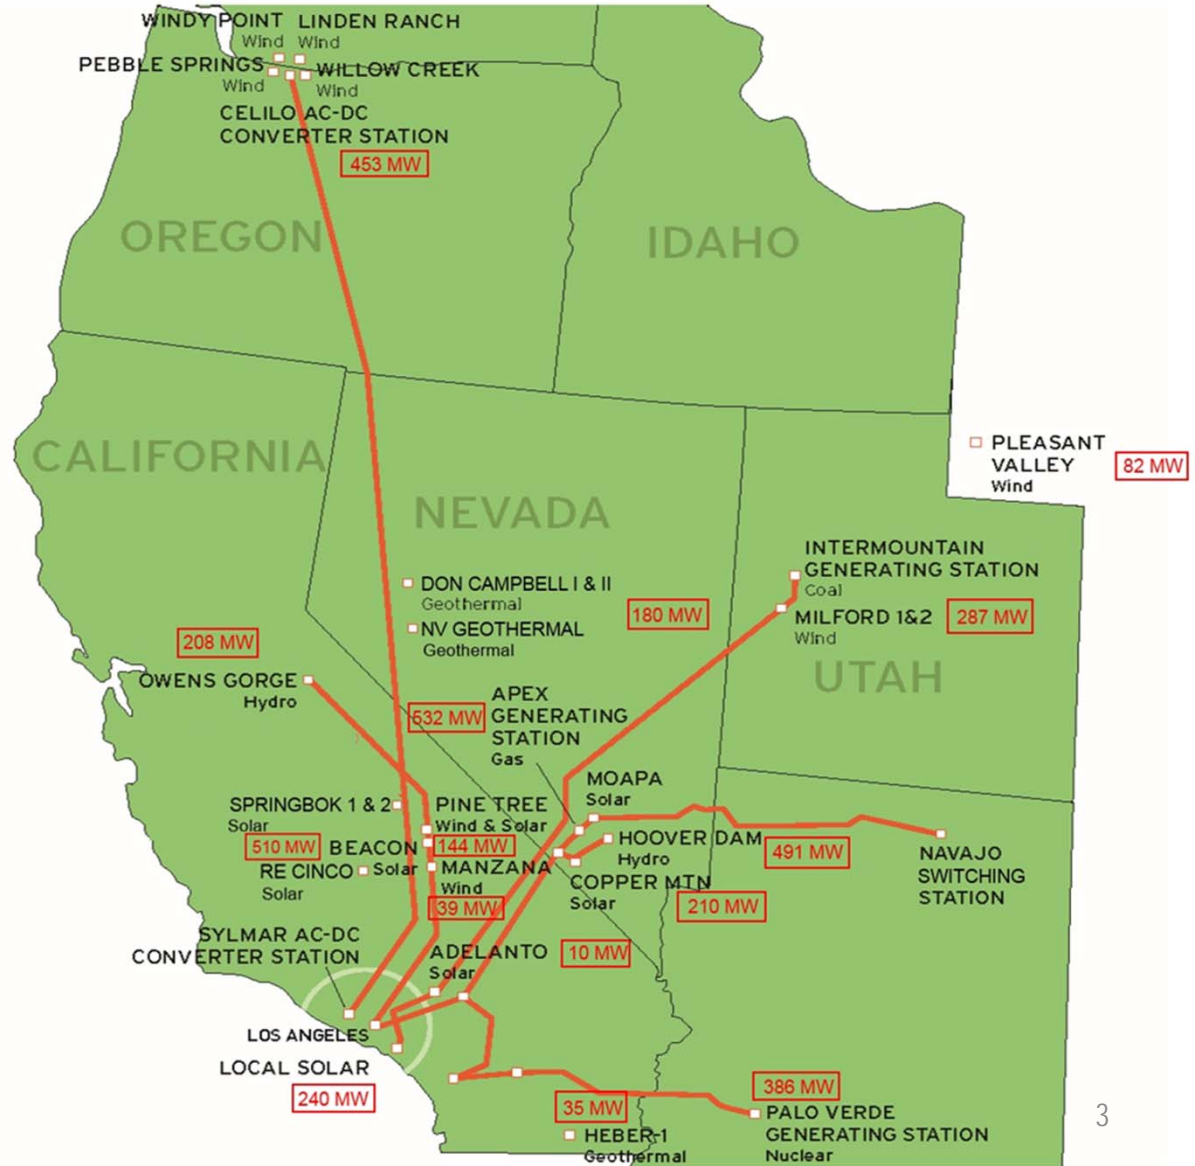 WINDY POINT
Wind
LINDEN RANCH
Wind
PEBBLE SPRINGS
Wind
WILLOW CREEK
Wind
CELILO AC-DC
CONVERTER STATION
453 MW
OREGON
IDAHO
CALIFORNIA
NEVADA
PLEASANT
VALLEY
Wind
82 MW
INTERMOUNTAIN
GENERATING STATION
Coal
MILFORD 1&2
Wind
287 MW
DON CAMPBELL I & II
Geothermal
NV GEOTHERMAL
Geothermal
180 MW
208 MW
OWENS GORGE
Hydro
UTAH
532 MW
APEX
GENERATING
STATION
Gas
MOAPA
Solar
SPRINGBOK 1 & 2
Solar
PINE TREE
Wind & Solar
510 MW
BEACON
Solar
144 MW
HOOVER DAM
Hydro
491 MW
NAVAJO
SWITCHING
STATION
RE CINCO
Solar
MANZANA
Wind
39 MW
COPPER MTN
Solar
210 MW
SYLMAR AC-DC
CONVERTER STATION
ADELANTO
Solar
10 MW
LOS ANGELES
LOCAL SOLAR
240 MW
35 MW
HEBER-1
Geothermal
386 MW
PALO VERDE
GENERATING STATION
Nuclear
3